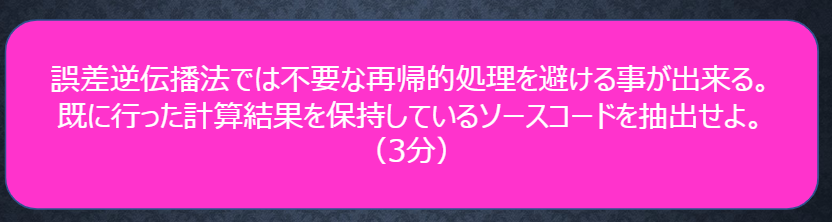 誤差逆伝播法では不要な再帰的処理を避ける事が出来る。
既に行った計算結果を保持しているソースコードを抽出せよ。
（3分）